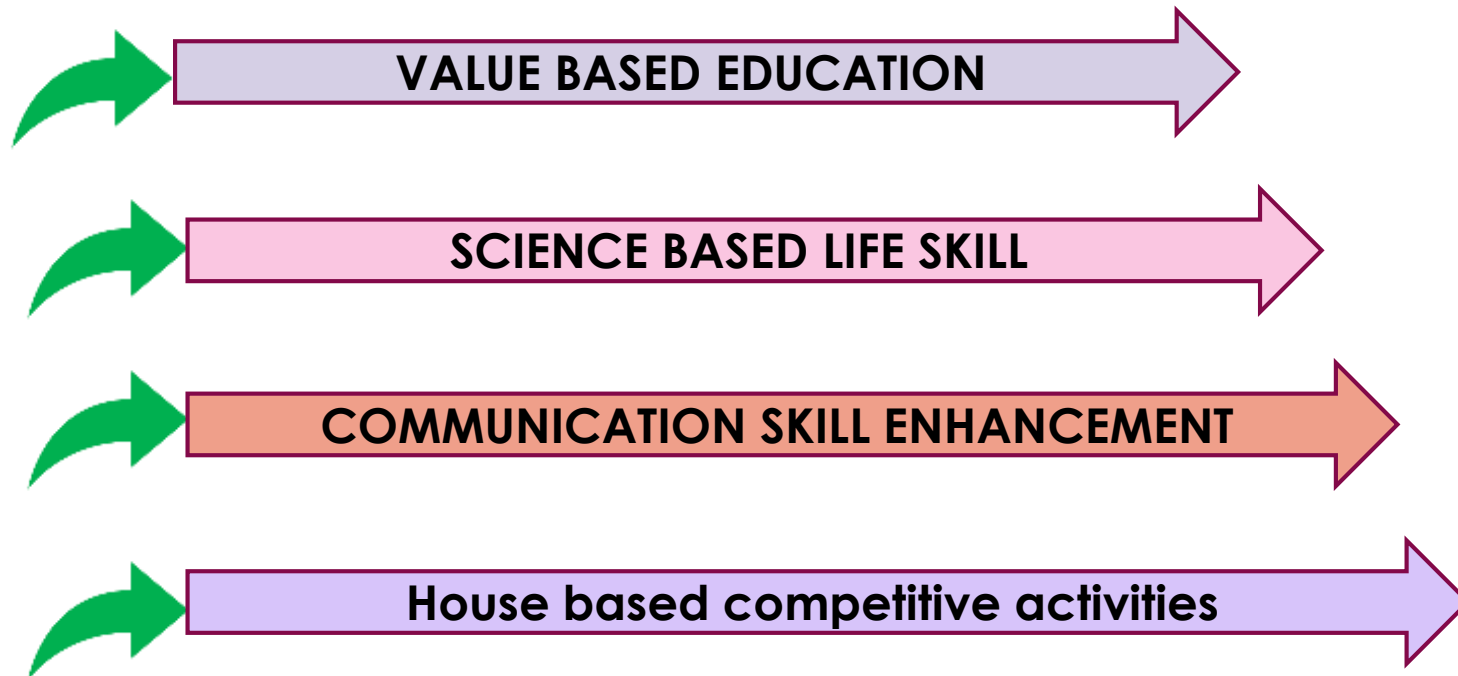 VALUE BASED EDUCATION
SCIENCE BASED LIFE SKILL
COMMUNICATION SKILL ENHANCEMENT
House based competitive activities